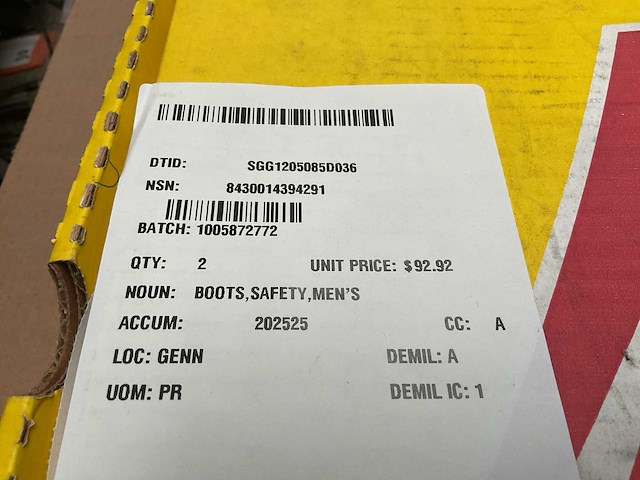 DTID: SGG1205085D036
NSN: 8430014394291
BATCH: 1005872772
QTY: 2 UNIT PRICE: $92.92
NOUN: BOOTS,SAFETY,MEN'S
ACCUM: 202525 CC: A
LOC: GENN DEMIL: A
UOM: PR DEMIL IC: 1